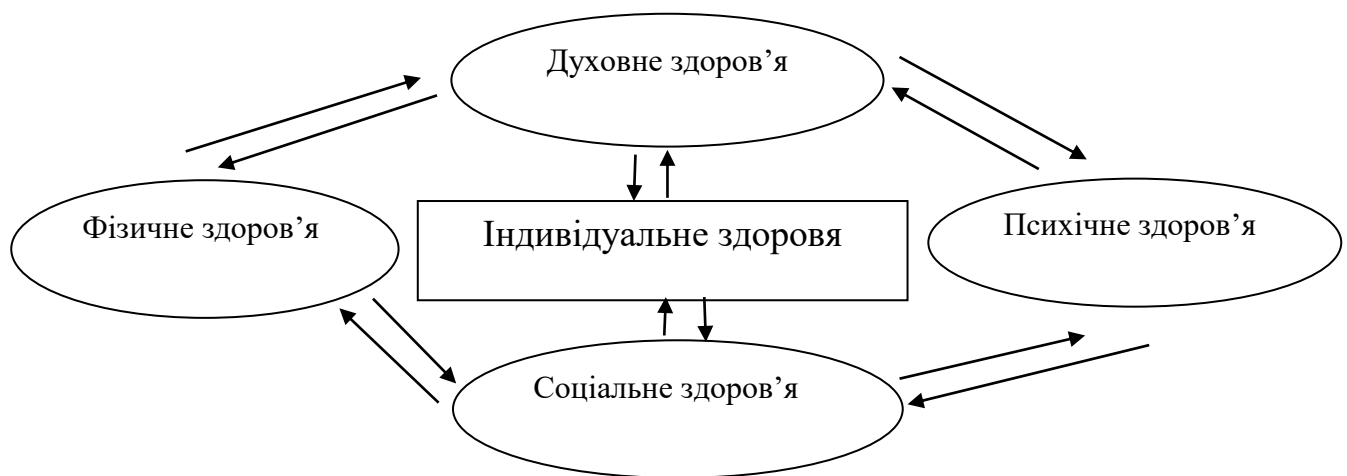 Духовне здоров’я
Фізичне здоров’я
Індивідуальне здоровя
Психічне здоров’я
Соціальне здоров’я